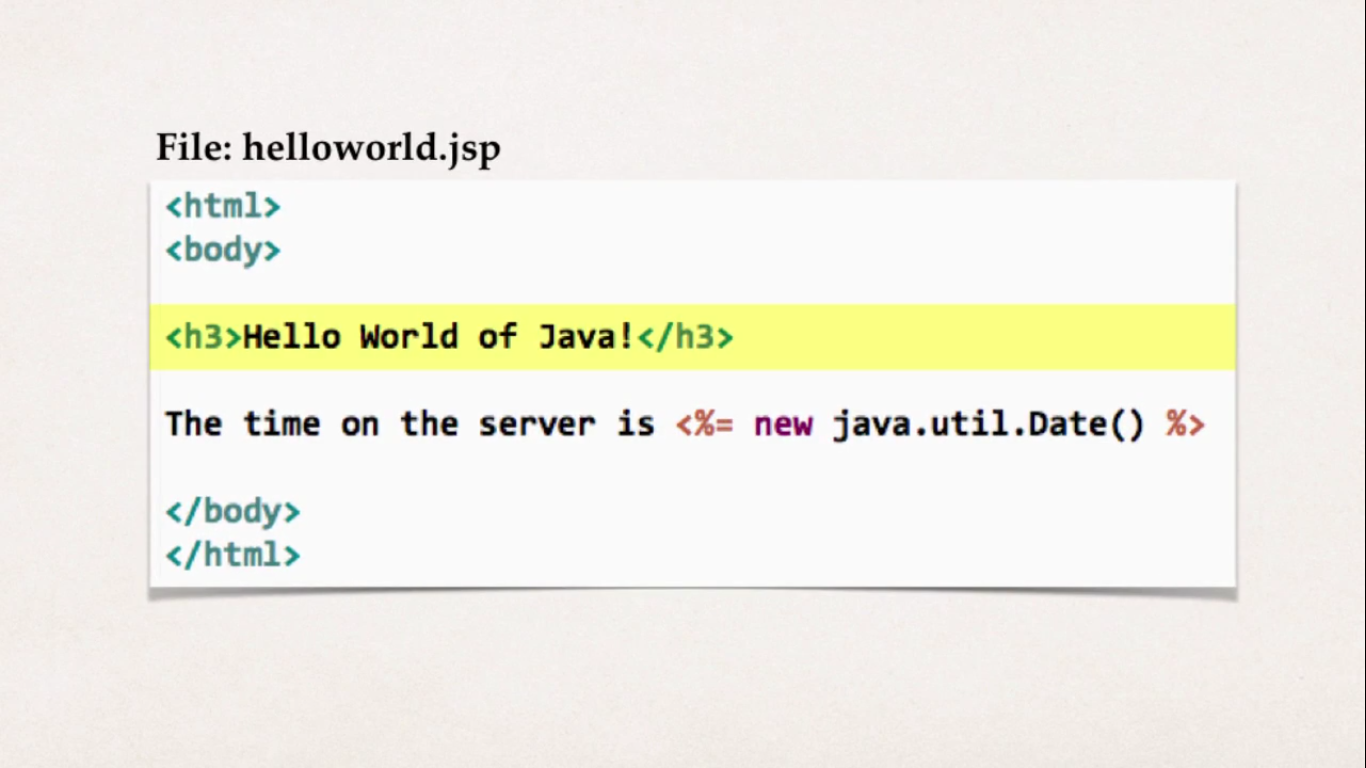 File: helloworld.jsp
<html>
<body>
<h3>Hello World of Java!</h3>
The time on the server is <%= new java.util.Date() %>
</body>
</html>